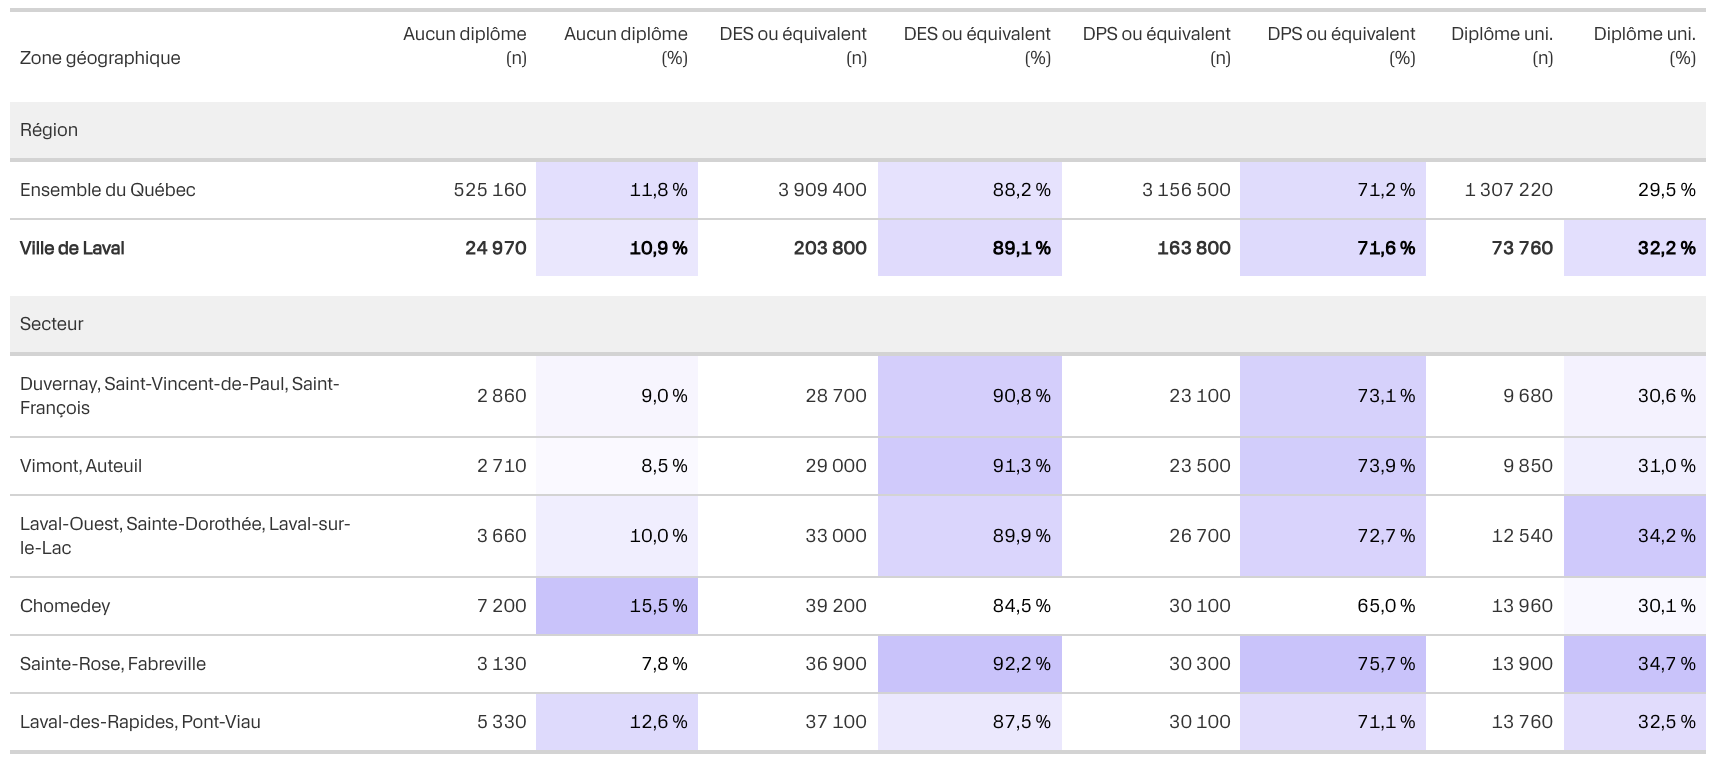 Zone géographique Aucun diplôme (n) Aucun diplôme (%) DES ou équivalent (n) DES ou équivalent (%) DPS ou équivalent (n) DPS ou équivalent (%) Diplôme uni. (n) Diplôme uni. (%)
Région
Ensemble du Québec 525 160 11,8 % 3 909 400 88,2 % 3 156 500 71,2 % 1 307 220 29,5 %
Ville de Laval 24 970 10,9 % 203 800 89,1 % 163 800 71,6 % 73 760 32,2 %
Secteur
Duvernay, Saint-Vincent-de-Paul, Saint-
François 2 860 9,0 % 28 700 90,8 % 23 100 73,1 % 9 680 30,6 %
Vimont, Auteuil 2 710 8,5 % 29 000 91,3 % 23 500 73,9 % 9 850 31,0 %
Laval-Ouest, Sainte-Dorothée, Laval-sur-
le-Lac 3 660 10,0 % 33 000 89,9 % 26 700 72,7 % 12 540 34,2 %
Chomedey 7 200 15,5 % 39 200 84,5 % 30 100 65,0 % 13 960 30,1 %
Sainte-Rose, Fabreville 3 130 7,8 % 36 900 92,2 % 30 300 75,7 % 13 900 34,7 %
Laval-des-Rapides, Pont-Viau 5 330 12,6 % 37 100 87,5 % 30 100 71,1 % 13 760 32,5 %